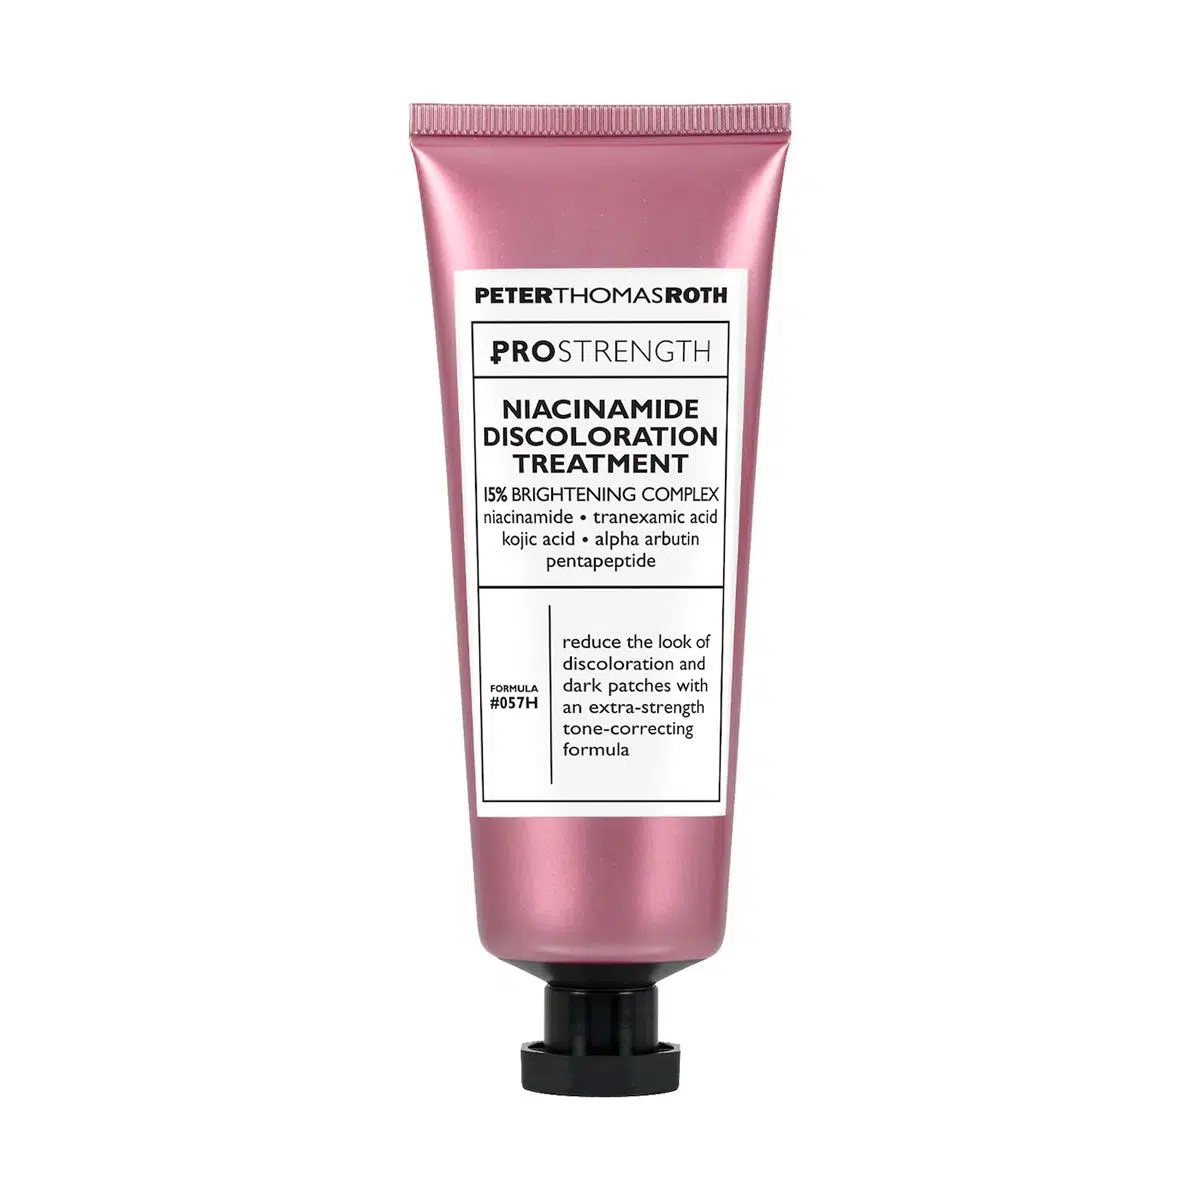 PETERTHOMASROTH
PROSTRENGTH
NIACINAMIDE
DISCOLORATION
TREATMENT
15% BRIGHTENING COMPLEX
niacinamide • tranexamic acid
kojic acid • alpha arbutin
pentapeptide
FORMULA
#057H
reduce the look of
discoloration and
dark patches with
an extra-strength
tone-correcting
formula